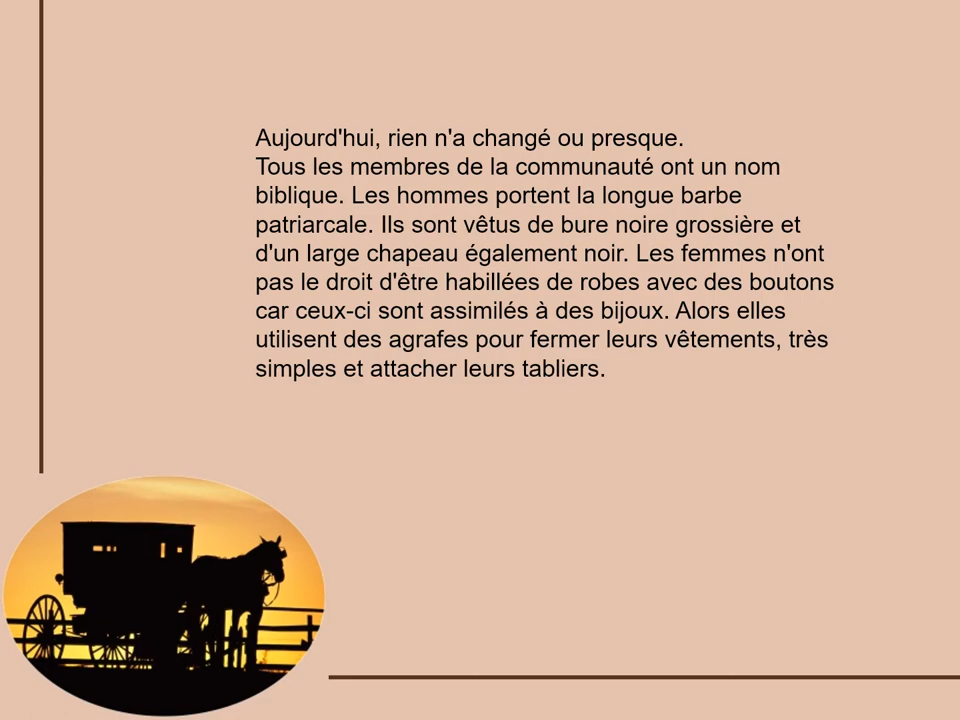 Aujourd'hui, rien n'a changé ou presque.
Tous les membres de la communauté ont un nom
biblique. Les hommes portent la longue barbe
patriarcale. Ils sont vêtus de bure noire grossière et
d'un large chapeau également noir. Les femmes n'ont
pas le droit d'être habillées de robes avec des boutons
car ceux-ci sont assimilés à des bijoux. Alors elles
utilisent des agrafes pour fermer leurs vêtements, très
simples et attacher leurs tabliers.